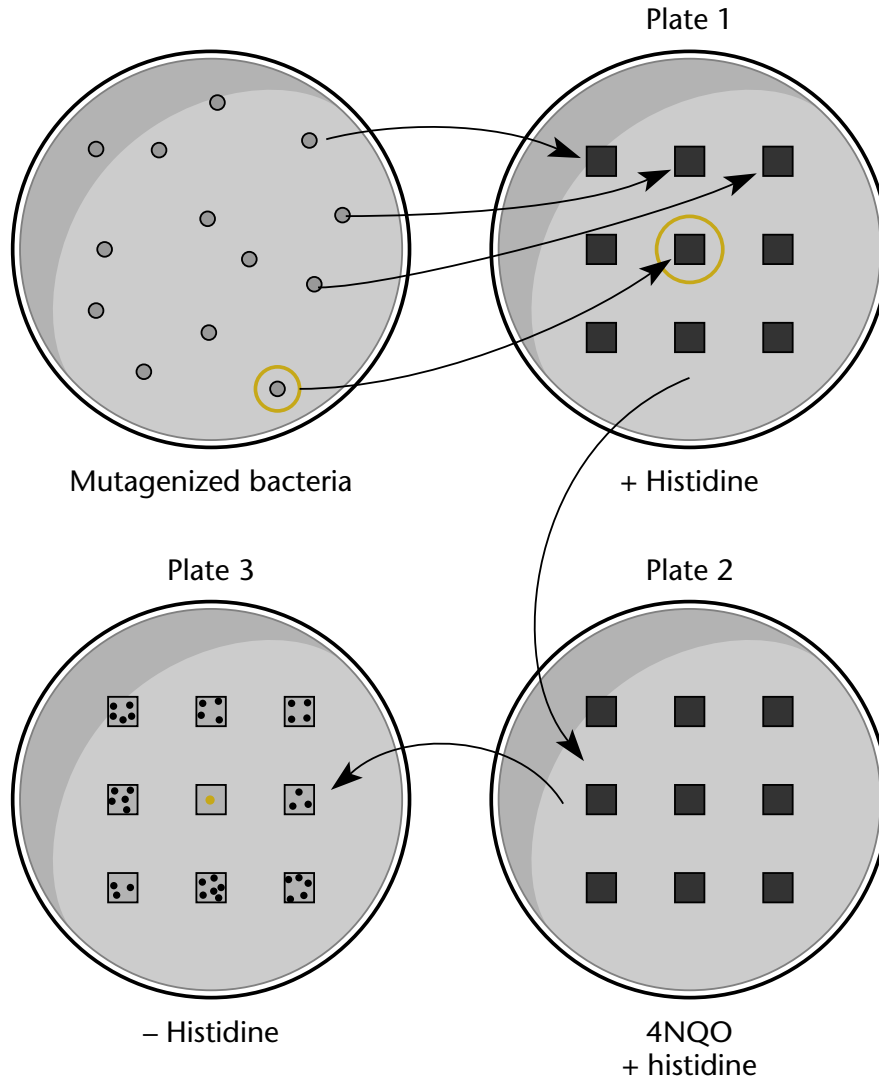 Plate 1
Mutagenized bacteria
+ Histidine
Plate 3
Plate 2
– Histidine
4NQO
+ histidine